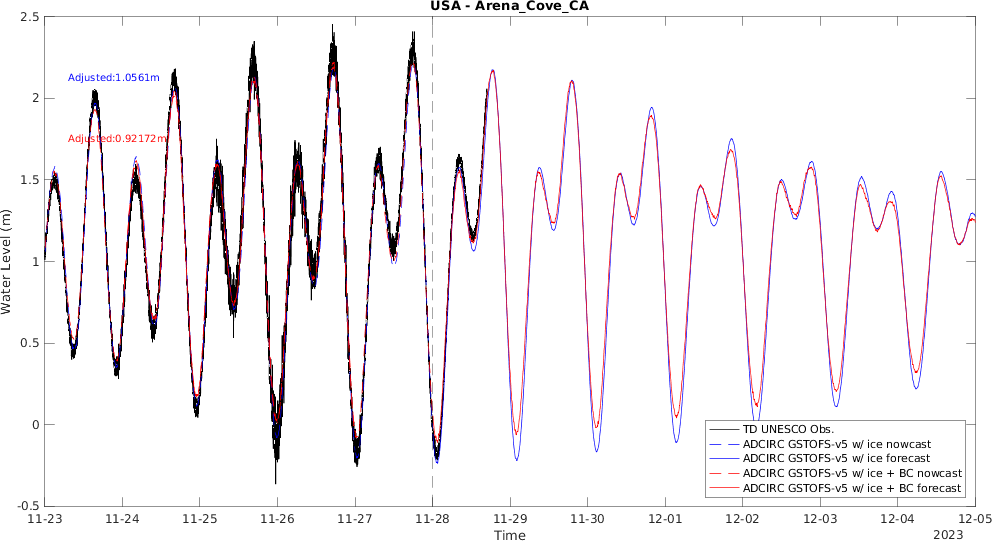 USA - Arena_Cove_CA
Adjusted:1.0561m
Adjusted:0.92172m
Water Level (m)
2.5
2
1.5
1
0.5
0
-0.5
TD UNESCO Obs.
ADCIRC GSTOFS-v5 w/ ice nowcast
ADCIRC GSTOFS-v5 w/ ice forecast
ADCIRC GSTOFS-v5 w/ ice + BC nowcast
ADCIRC GSTOFS-v5 w/ ice + BC forecast
11-23 11-24 11-25 11-26 11-27 11-28 11-29 11-30 12-01 12-02 12-03 12-04 12-05
Time
2023